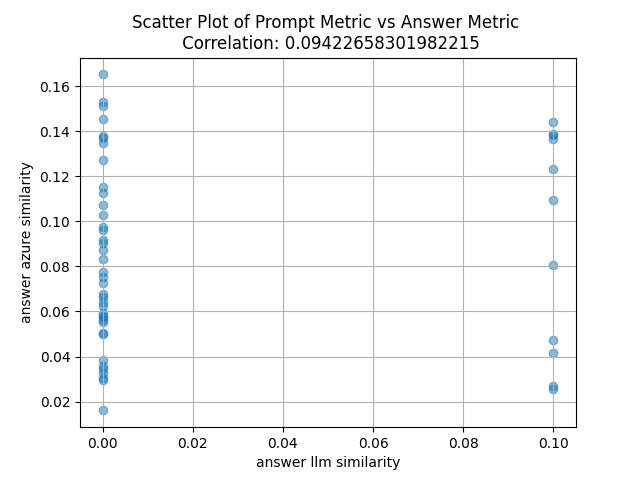 Scatter Plot of Prompt Metric vs Answer Metric
Correlation: 0.09422658301982215
answer azure similarity
0.16
0.14
0.12
0.10
0.08
0.06
0.04
0.02
0.00 0.02 0.04 0.06 0.08 0.10
answer llm similarity